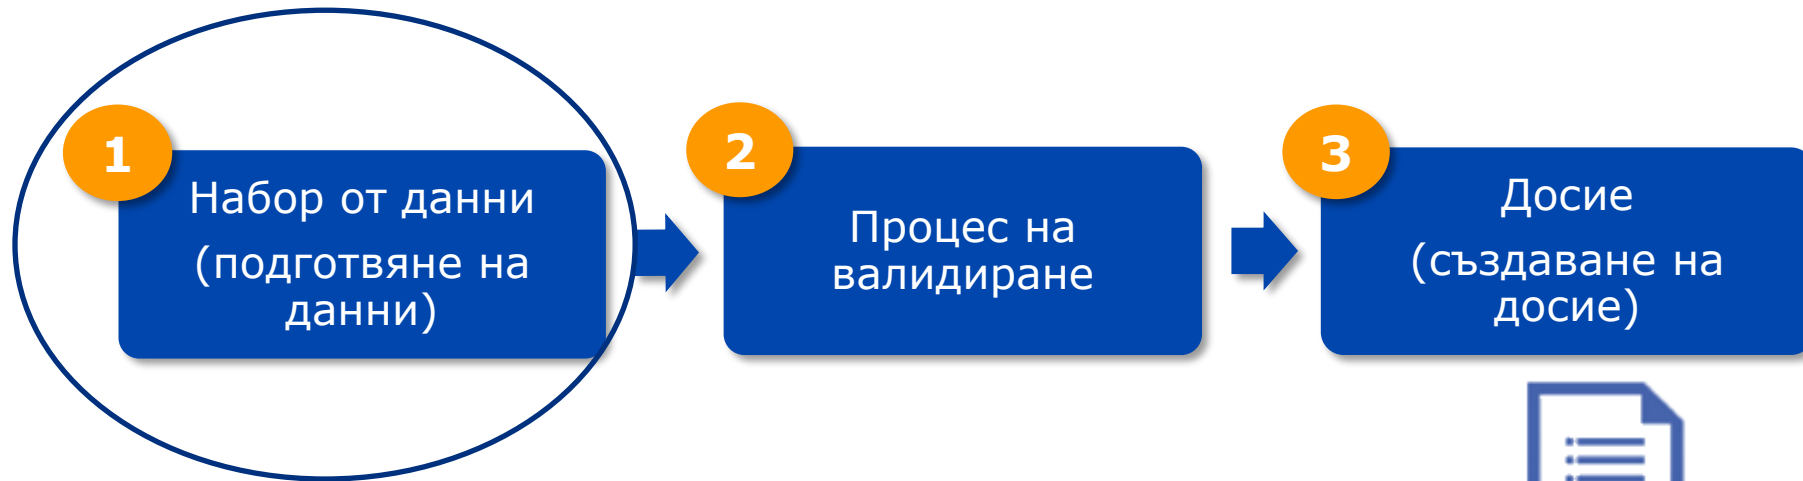 1
Набор от данни
(подготвяне на
данни)
2
Процес на
валидиране
3
Досие
(създаване на
досие)